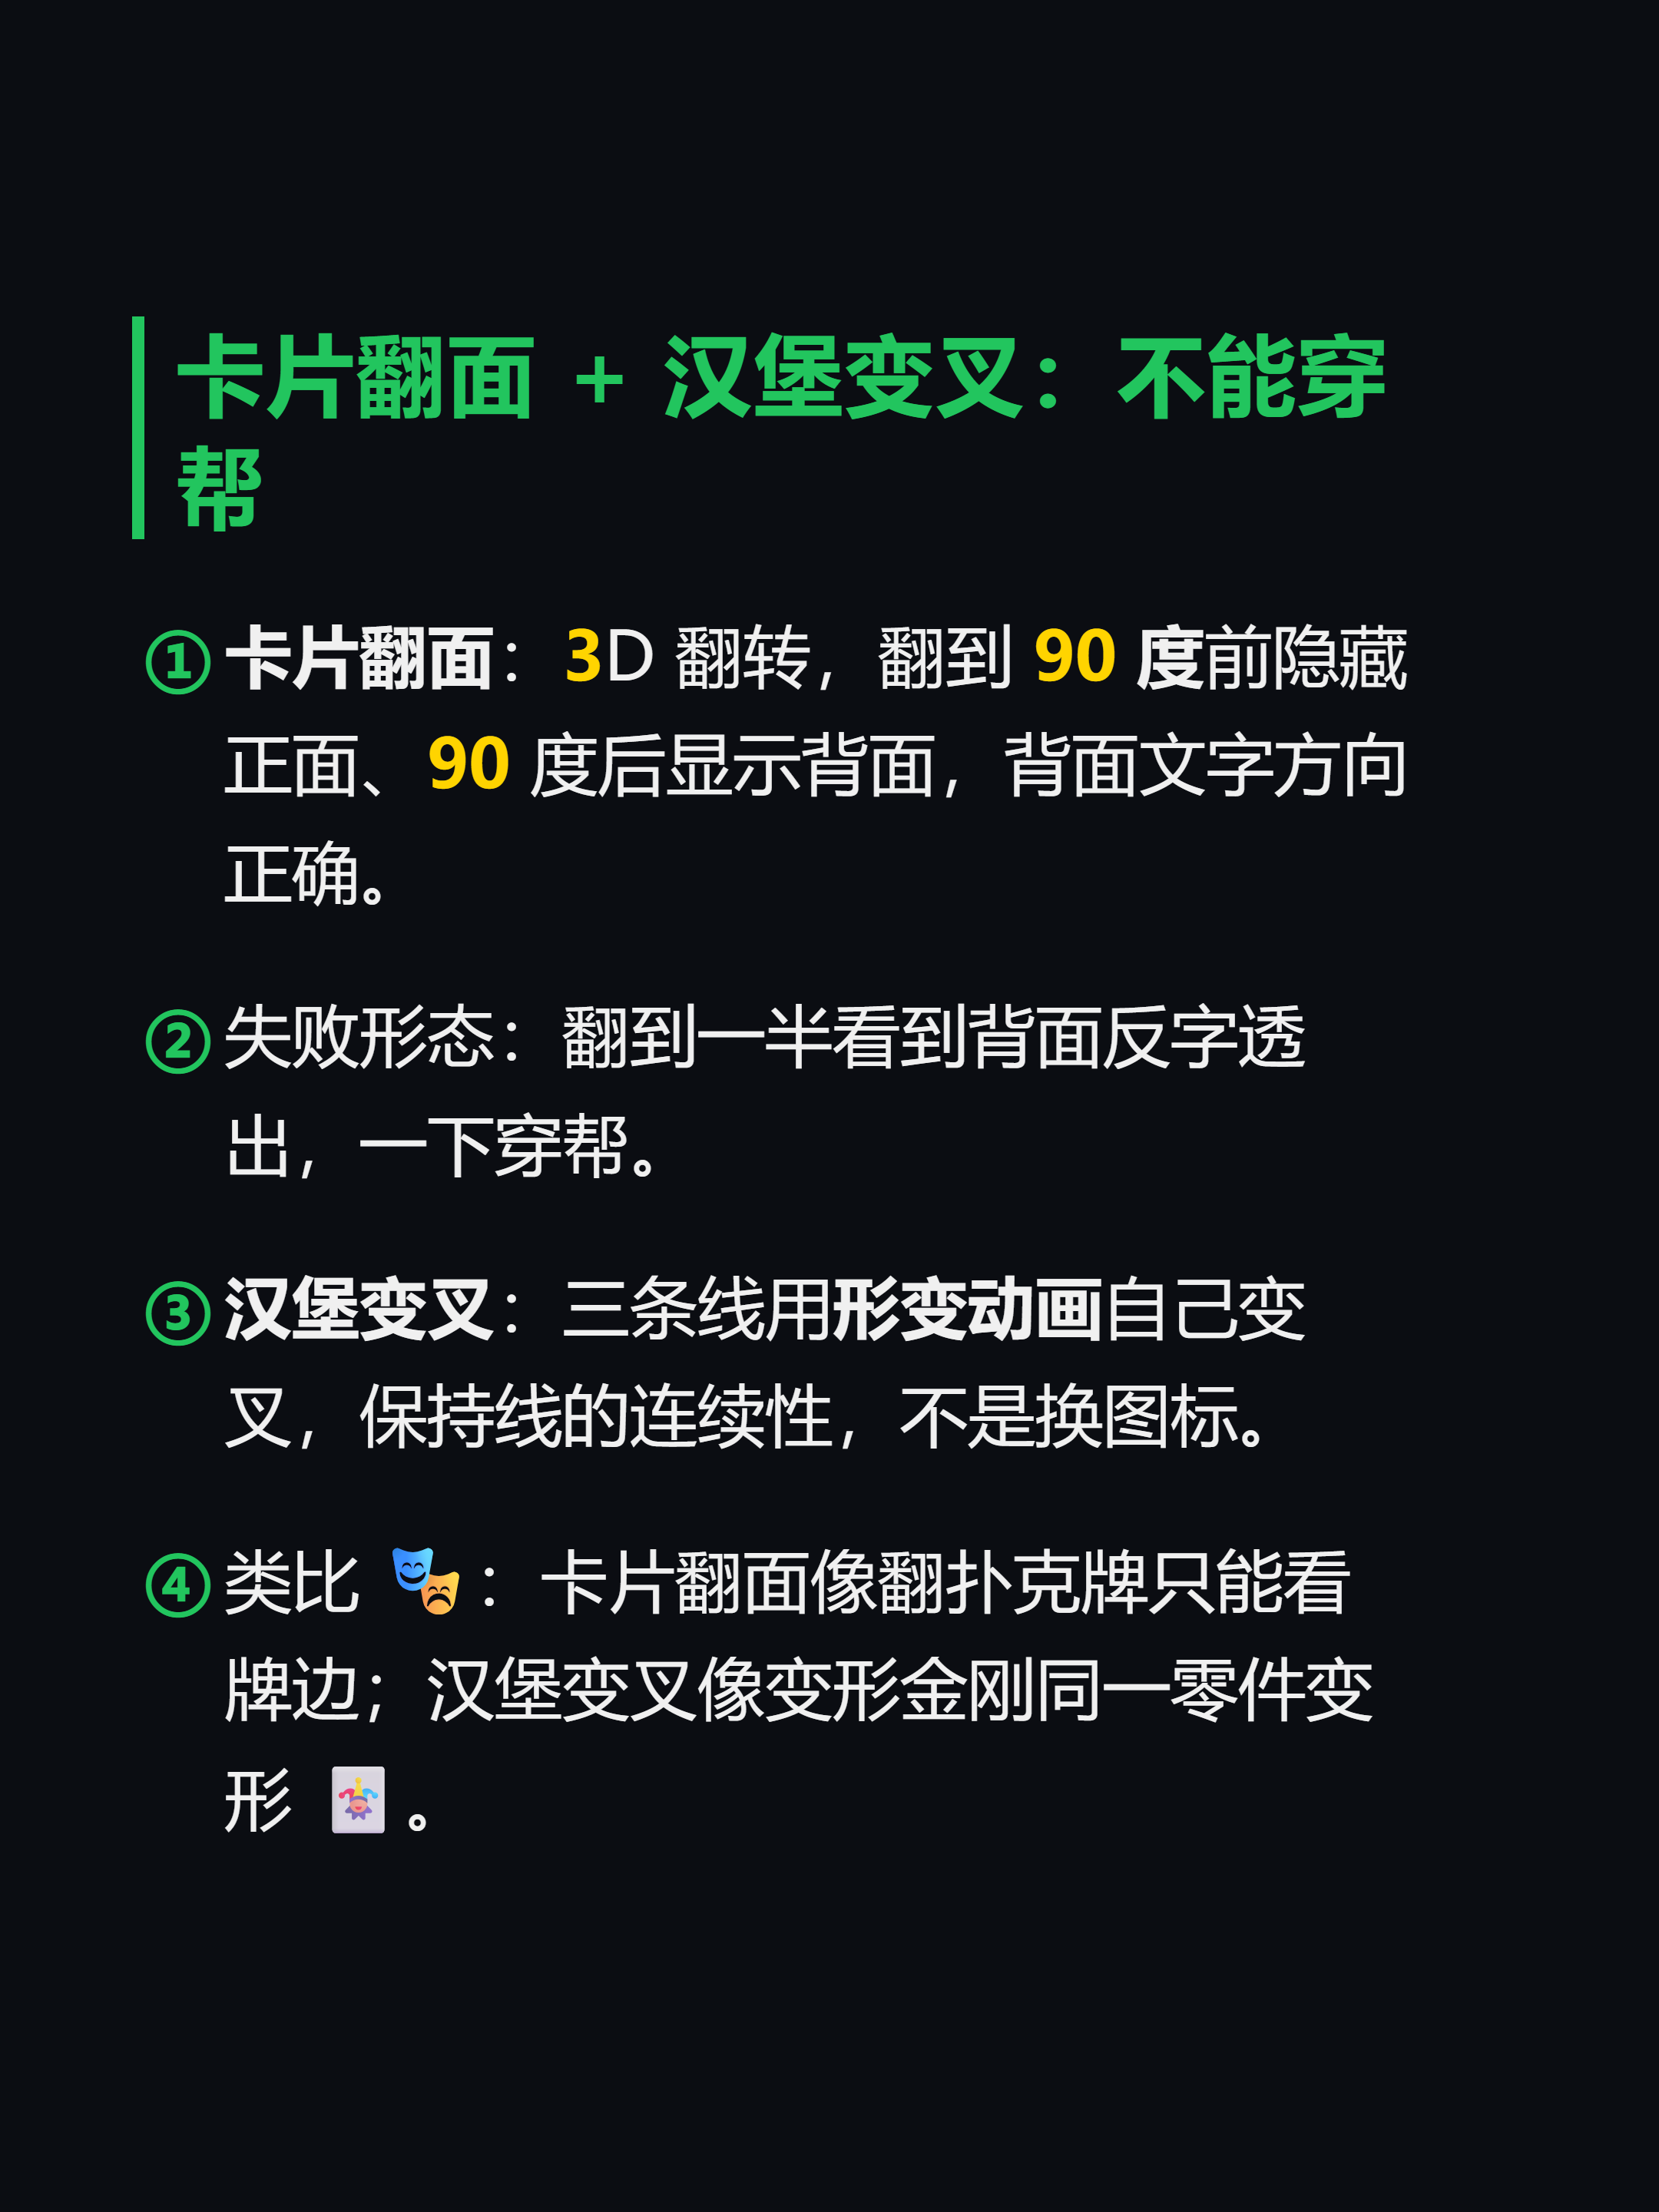 卡片翻面 + 汉堡变叉：不能穿
帮
① 卡片翻面：3D 翻转，翻到 90 度前隐藏
正面、90 度后显示背面，背面文字方向
正确。
② 失败形态：翻到一半看到背面反字透
出，一下穿帮。
③ 汉堡变叉：三条线用形变动画自己变
叉，保持线的连续性，不是换图标。
④ 类比 🎭：卡片翻面像翻扑克牌只能看
牌边；汉堡变叉像变形金刚同一零件变
形 🃏。